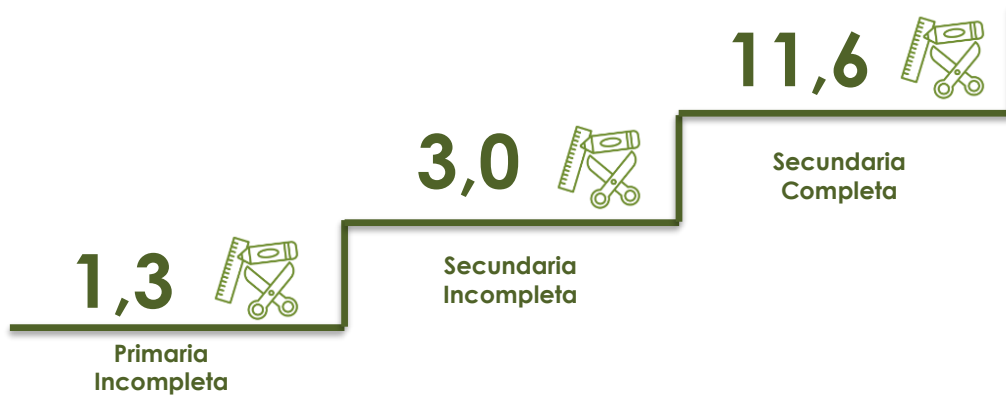 1,3
Primaria
Incompleta
3,0
Secundaria
Incompleta
11,6
Secundaria
Completa